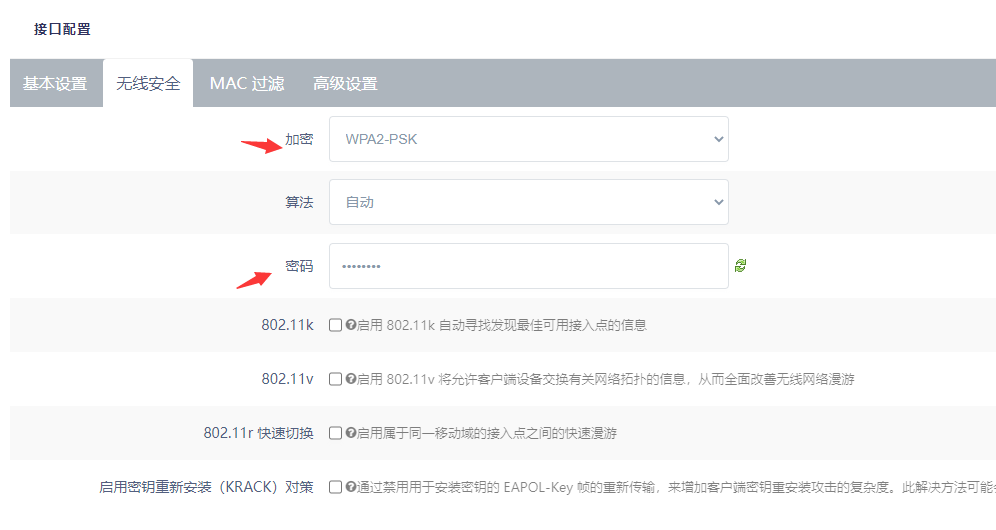 接口配置
基本设置 无线安全 MAC 过滤 高级设置
加密 WPA2-PSK
算法 自动
密码 ••••••••
802.11k 启用 802.11k 自动寻找发现最佳可用接入点的信息
802.11v 启用 802.11v 将允许客户端设备交换有关网络拓扑的信息，从而全面改善无线网络漫游
802.11r 快速切换 启用属于同一移动域的接入点之间的快速漫游
启用密钥重新安装（KRACK）对策 通过禁用用于安装密钥的 EAPOL-Key 帧的重新传输，来增加客户端密钥重安装攻击的复杂度。此解决方法可能